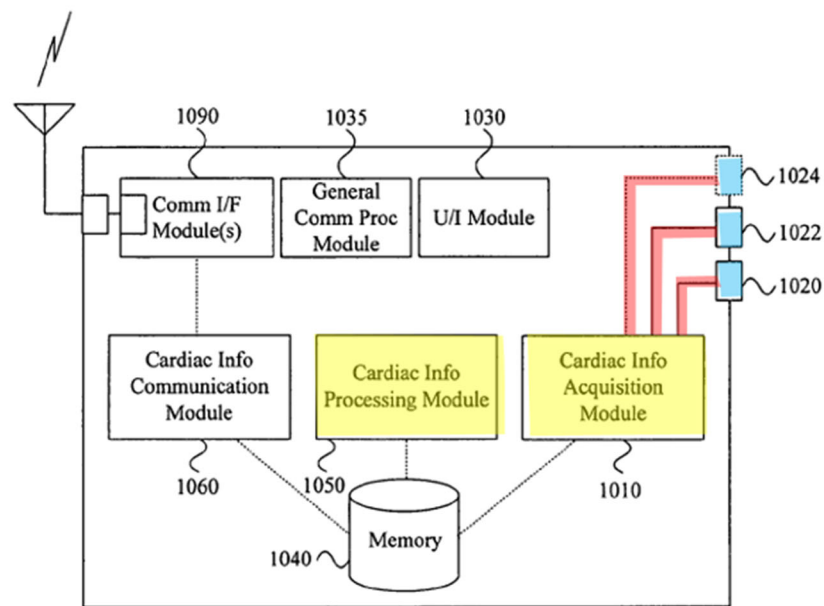 1090
1035
1030
Comm I/F
Module(s)
General
Comm Proc
Module
U/I Module
1024
1022
1020
Cardiac Info
Communication
Module
Cardiac Info
Processing Module
Cardiac Info
Acquisition
Module
1060
1050
1010
Memory
1040